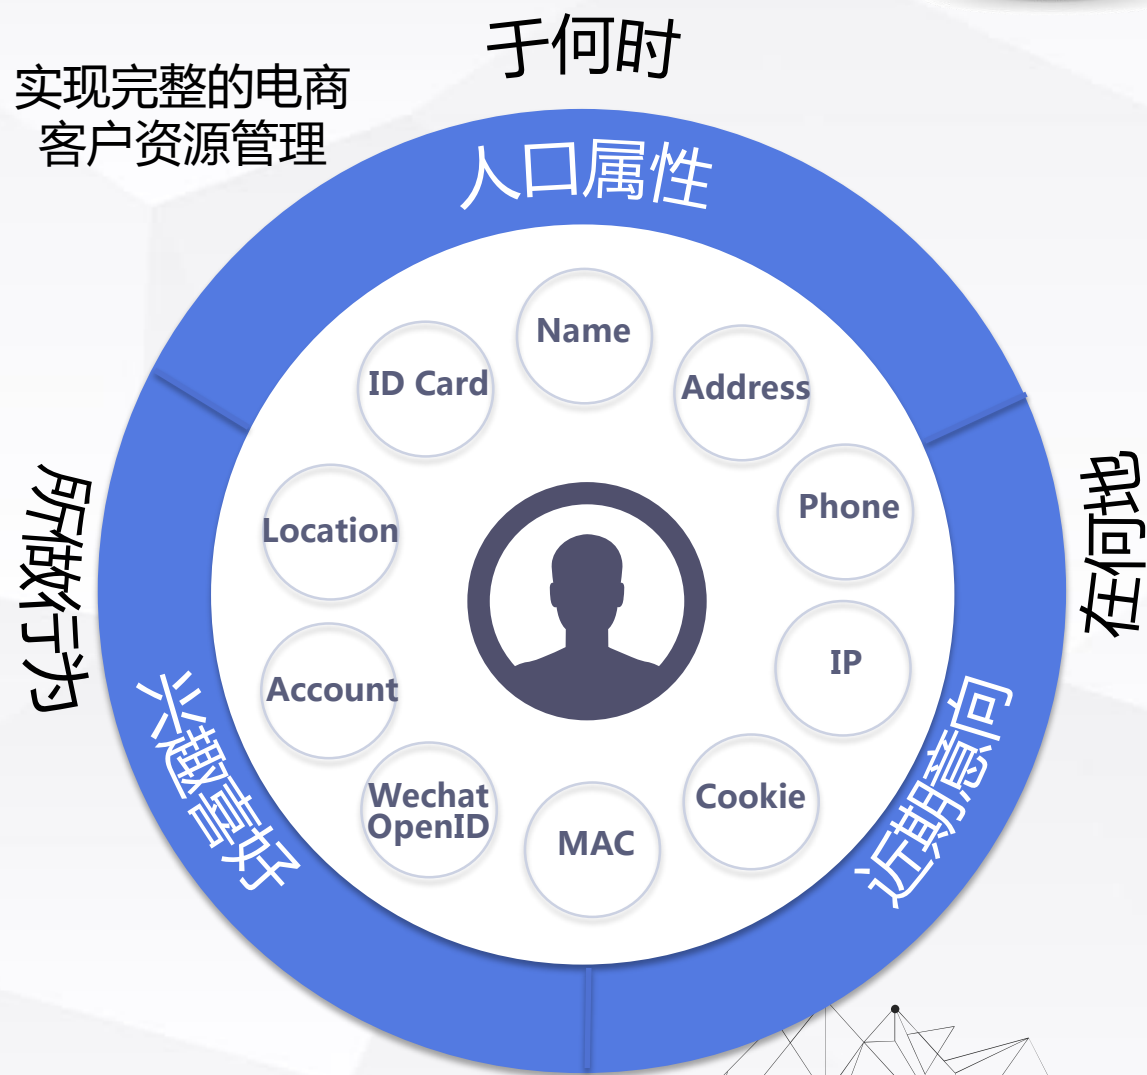 于何时
实现完整的电商
客户资源管理
人口属性
Name
ID Card
Address
Phone
Location
所做行为
在何地
IP
Account
兴趣喜好
近期意向
Wechat
OpenID
Cookie
MAC